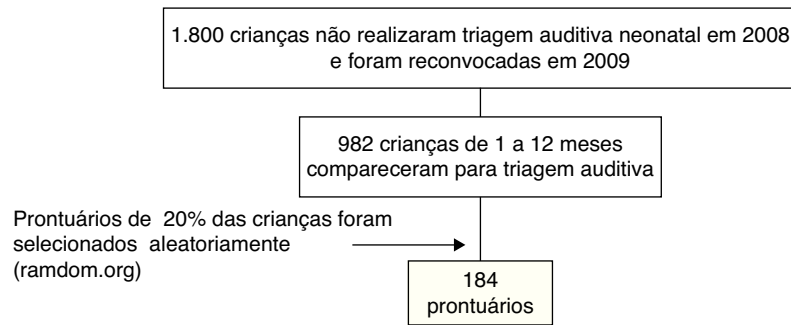 1.800 crianças não realizaram triagem auditiva neonatal em 2008
e foram reconvocadas em 2009
982 crianças de 1 a 12 meses
compareceram para triagem auditiva
Prontuários de 20% das crianças foram
selecionados aleatoriamente
(ramdom.org)
184
prontuários